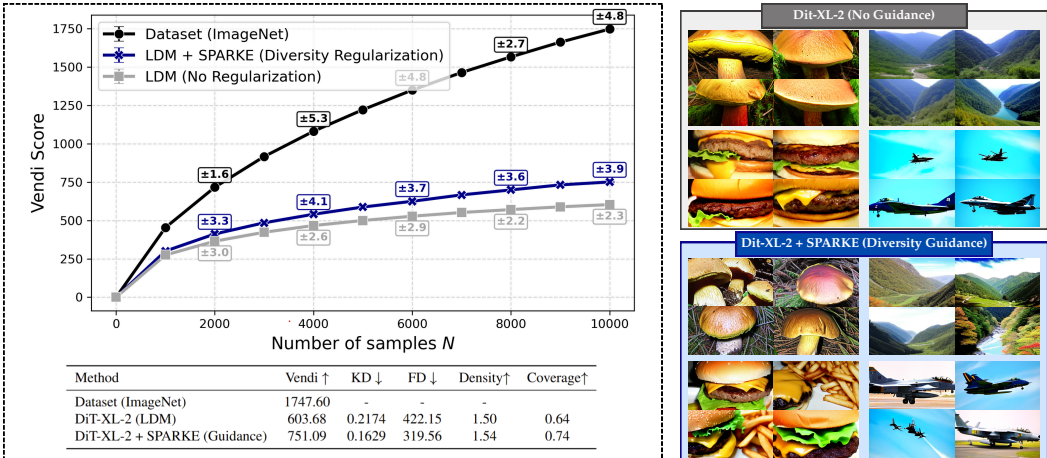 ±4.8
1750
Dataset (ImageNet)
±2.7
LDM + SPARKE (Diversity Regularization)
1500
LDM (No Regularization)
±4.8
1250
±5.3
1000
Vendi Score
±1.6
750
±3.9
±3.6
±3.7
±4.1
±3.3
500
±2.3
±2.2
±2.9
±2.6
±3.0
250
0
0 2000 4000 6000 8000 10000
Number of samples N
Method Vendi ↑ KD ↓ FD ↓ Density↑ Coverage↑
Dataset (ImageNet) 1747.60 - - - -
DiT-XL-2 (LDM) 603.68 0.2174 422.15 1.50 0.64
DiT-XL-2 + SPARKE (Guidance) 751.09 0.1629 319.56 1.54 0.74
Dit-XL-2 (No Guidance)
Dit-XL-2 + SPARKE (Diversity Guidance)